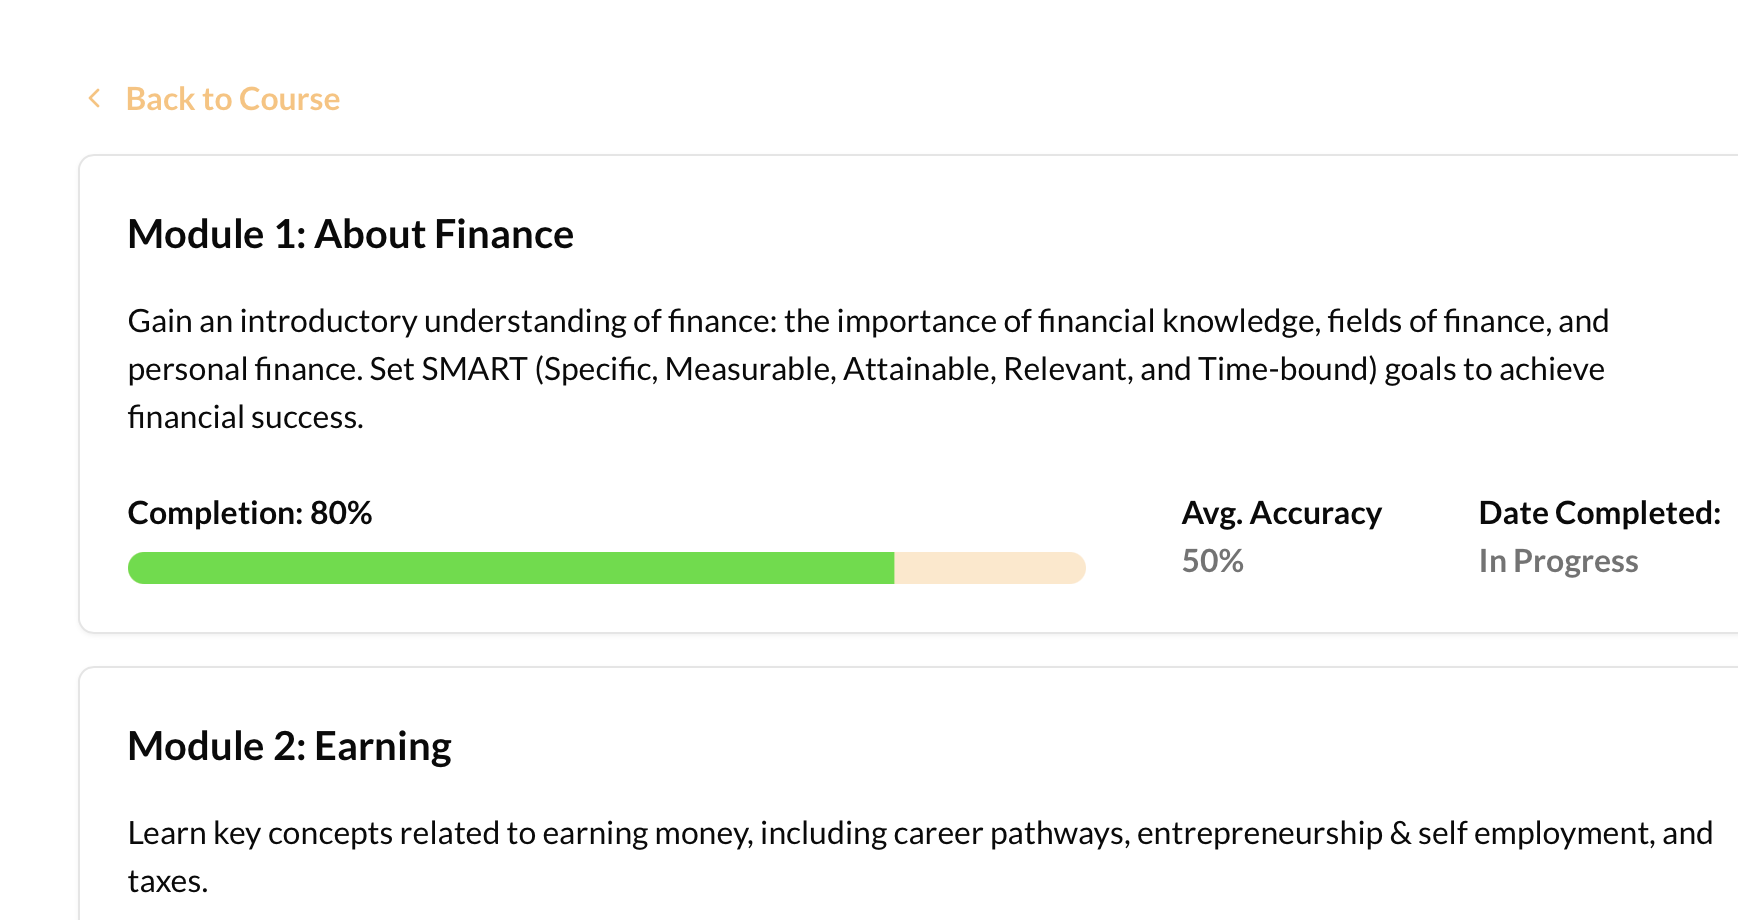 Back to Course
Module 1: About Finance
Gain an introductory understanding of finance: the importance of financial knowledge, fields of finance, and
personal finance. Set SMART (Specific, Measurable, Attainable, Relevant, and Time-bound) goals to achieve
financial success.
Completion: 80%
Avg. Accuracy
50%
Date Completed:
In Progress
Module 2: Earning
Learn key concepts related to earning money, including career pathways, entrepreneurship & self employment, and
taxes.